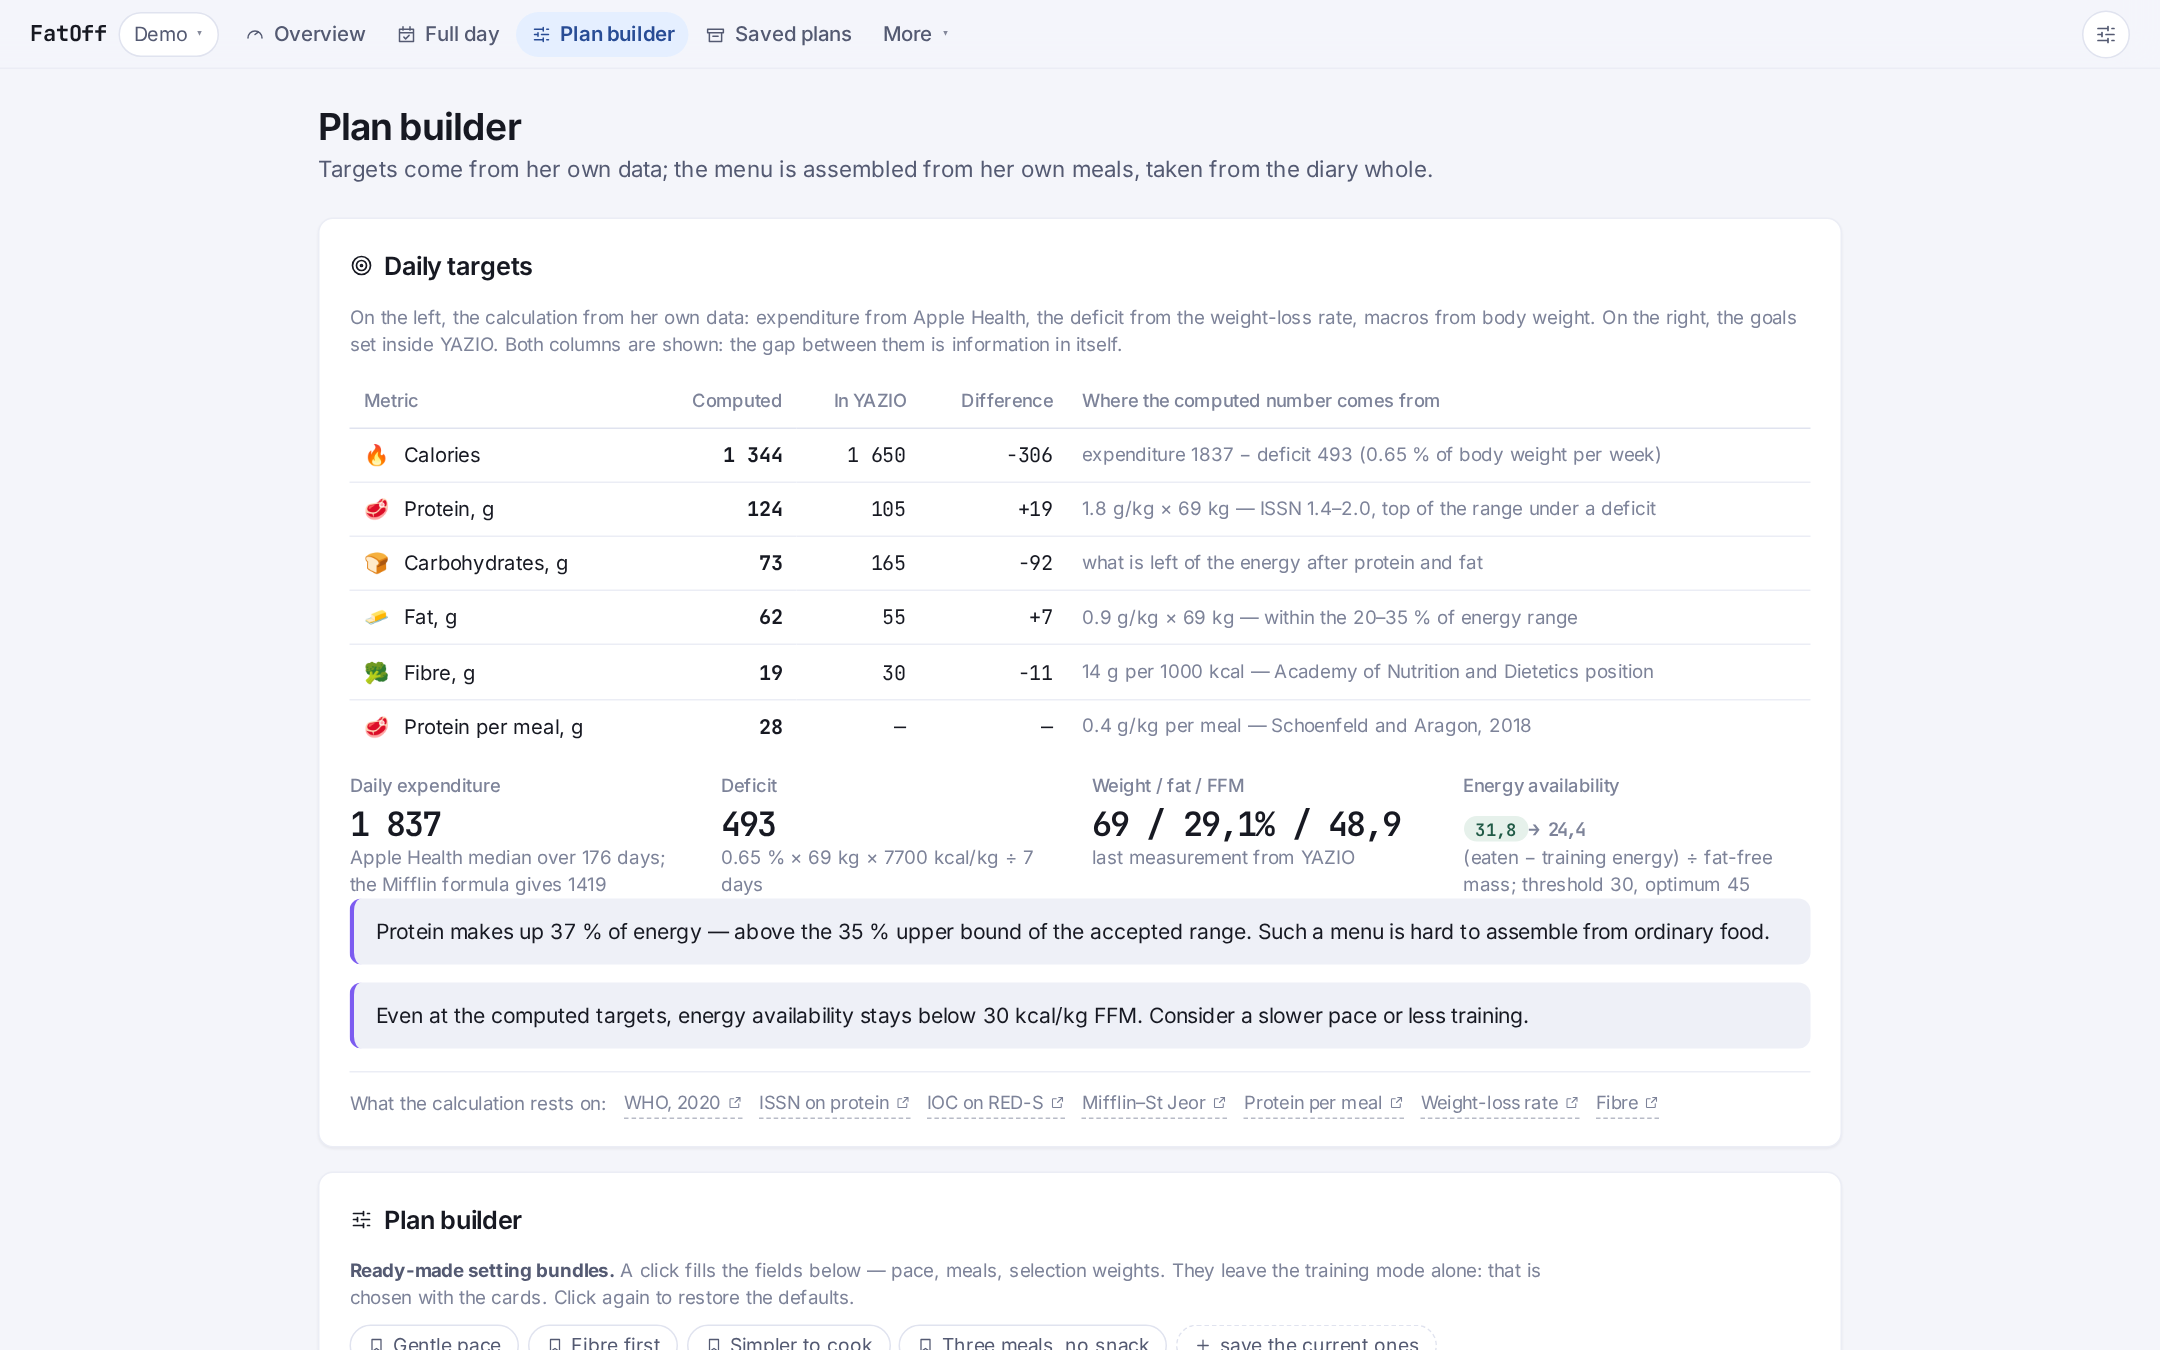 FatOff
Demo
Overview
Full day
Plan builder
Saved plans
More
Plan builder
Targets come from her own data; the menu is assembled from her own meals, taken from the diary whole.
Daily targets
On the left, the calculation from her own data: expenditure from Apple Health, the deficit from the weight-loss rate, macros from body weight. On the right, the goals
set inside YAZIO. Both columns are shown: the gap between them is information in itself.
Metric Computed In YAZIO Difference Where the computed number comes from
Calories 1 344 1 650 -306 expenditure 1837 – deficit 493 (0.65 % of body weight per week)
Protein, g 124 105 +19 1.8 g/kg × 69 kg — ISSN 1.4–2.0, top of the range under a deficit
Carbohydrates, g 73 165 -92 what is left of the energy after protein and fat
Fat, g 62 55 +7 0.9 g/kg × 69 kg — within the 20–35 % of energy range
Fibre, g 19 30 -11 14 g per 1000 kcal — Academy of Nutrition and Dietetics position
Protein per meal, g 28 — — 0.4 g/kg per meal — Schoenfeld and Aragon, 2018
Daily expenditure
1 837
Apple Health median over 176 days;
the Mifflin formula gives 1419
Deficit
493
0.65 % × 69 kg × 7700 kcal/kg ÷ 7
days
Weight / fat / FFM
69 / 29,1% / 48,9
last measurement from YAZIO
Energy availability
31,8 → 24,4
(eaten – training energy) ÷ fat-free
mass; threshold 30, optimum 45
Protein makes up 37 % of energy — above the 35 % upper bound of the accepted range. Such a menu is hard to assemble from ordinary food.
Even at the computed targets, energy availability stays below 30 kcal/kg FFM. Consider a slower pace or less training.
What the calculation rests on: WHO, 2020 ISSN on protein IOC on RED-S Mifflin–St Jeor Protein per meal Weight-loss rate Fibre
Plan builder
Ready-made setting bundles. A click fills the fields below — pace, meals, selection weights. They leave the training mode alone: that is
chosen with the cards. Click again to restore the defaults.
Gentle pace
Fibre first
Simpler to cook
Three meals, no snack
+ save the current ones